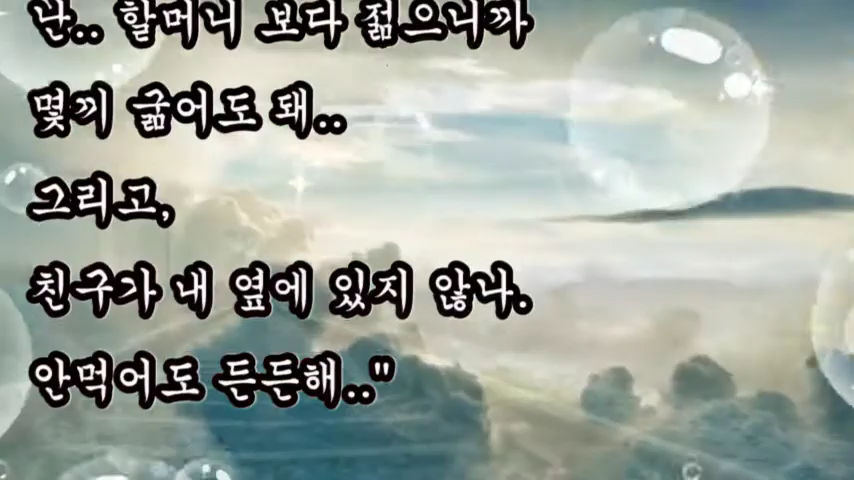 난.. 할머니 보다 젊으니까
몇끼 굶어도 돼..
그리고,
친구가 내 옆에 있지 않나.
안먹어도 든든해.."